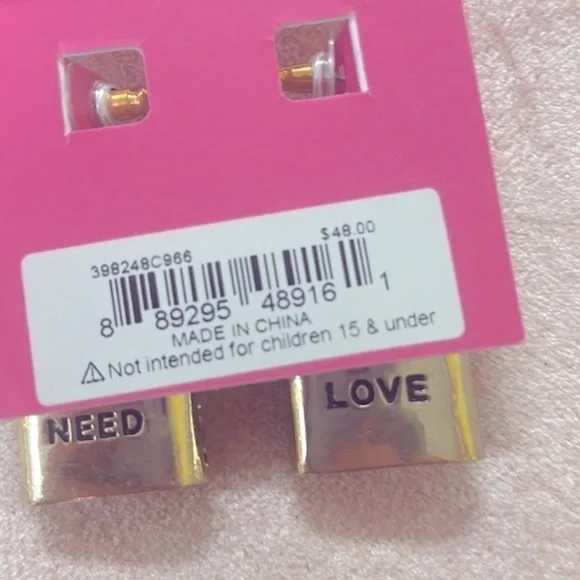 $48.00
398248C966
8 89295 48916 1
MADE IN CHINA
⚠ Not intended for children 15 & under
NEED LOVE